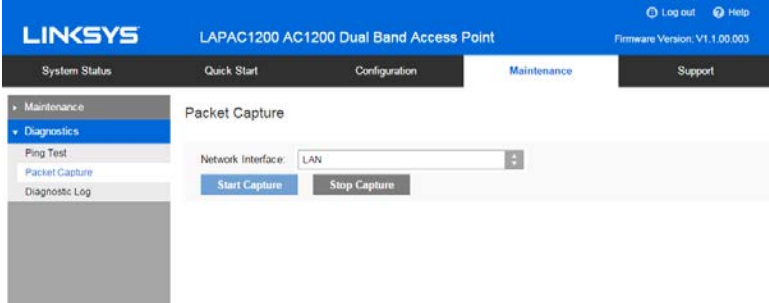 Log out Help
LINKSYS LAPAC1200 AC1200 Dual Band Access Point Firmware Version: V1.1.00.003
System Status Quick Start Configuration Maintenance Support
Maintenance
Diagnostics
Ping Test
Packet Capture
Diagnostic Log
Packet Capture
Network Interface: LAN
Start Capture Stop Capture